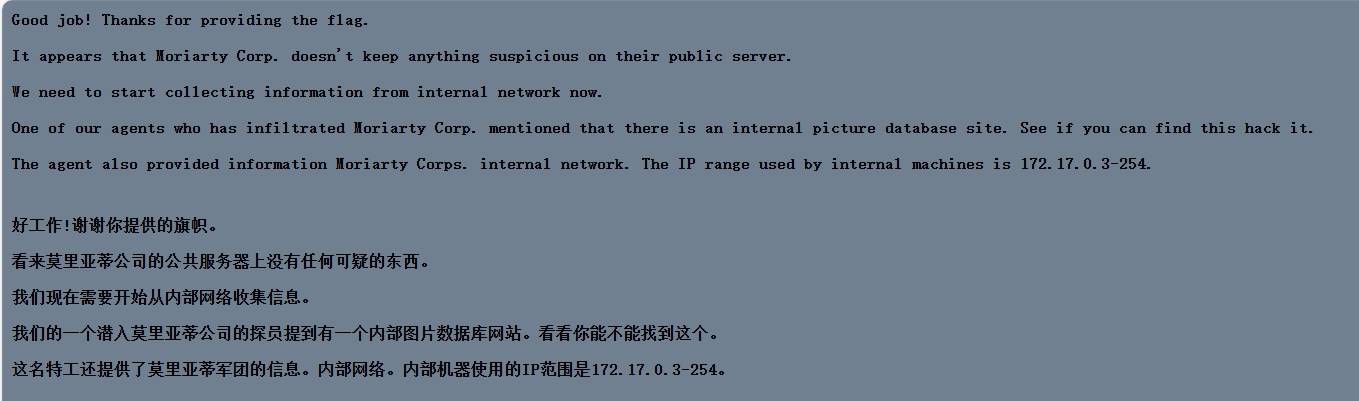 Good job! Thanks for providing the flag.
It appears that Moriarty Corp. doesn't keep anything suspicious on their public server.
We need to start collecting information from internal network now.
One of our agents who has infiltrated Moriarty Corp. mentioned that there is an internal picture database site. See if you can find this hack it.
The agent also provided information Moriarty Corps. internal network. The IP range used by internal machines is 172.17.0.3-254.
好工作!谢谢你提供的旗帜。
看来莫里亚蒂公司的公共服务器上没有任何可疑的东西。
我们现在需要开始从内部网络收集信息。
我们的一个潜入莫里亚蒂公司的探员提到有一个内部图片数据库网站。看看你能不能找到这个。
这名特工还提供了莫里亚蒂军团的信息。内部网络。内部机器使用的IP范围是172.17.0.3-254。